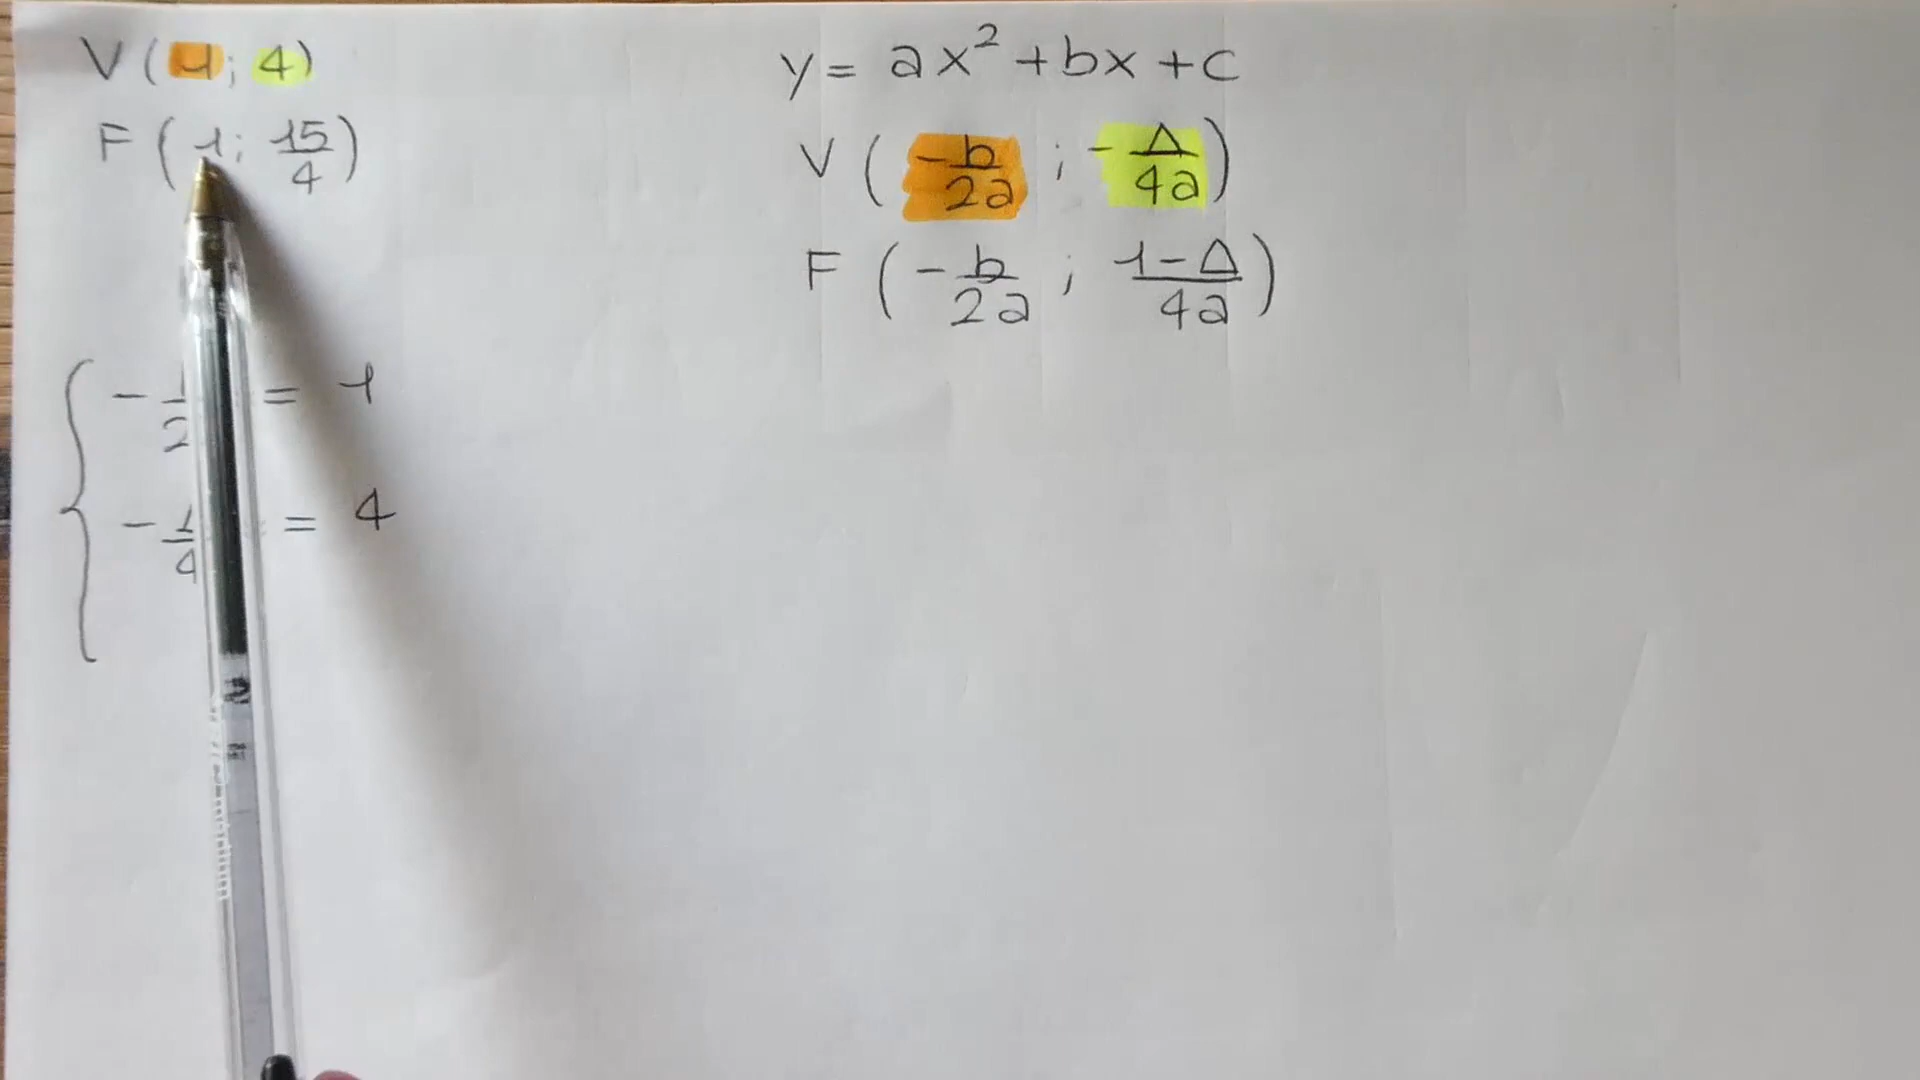 V(1; 4)
F(1; 15/4)
y = ax² + bx + c
V(-b/2a ; -Δ/4a)
F(-b/2a ; 1-Δ/4a)
= 1
= 4